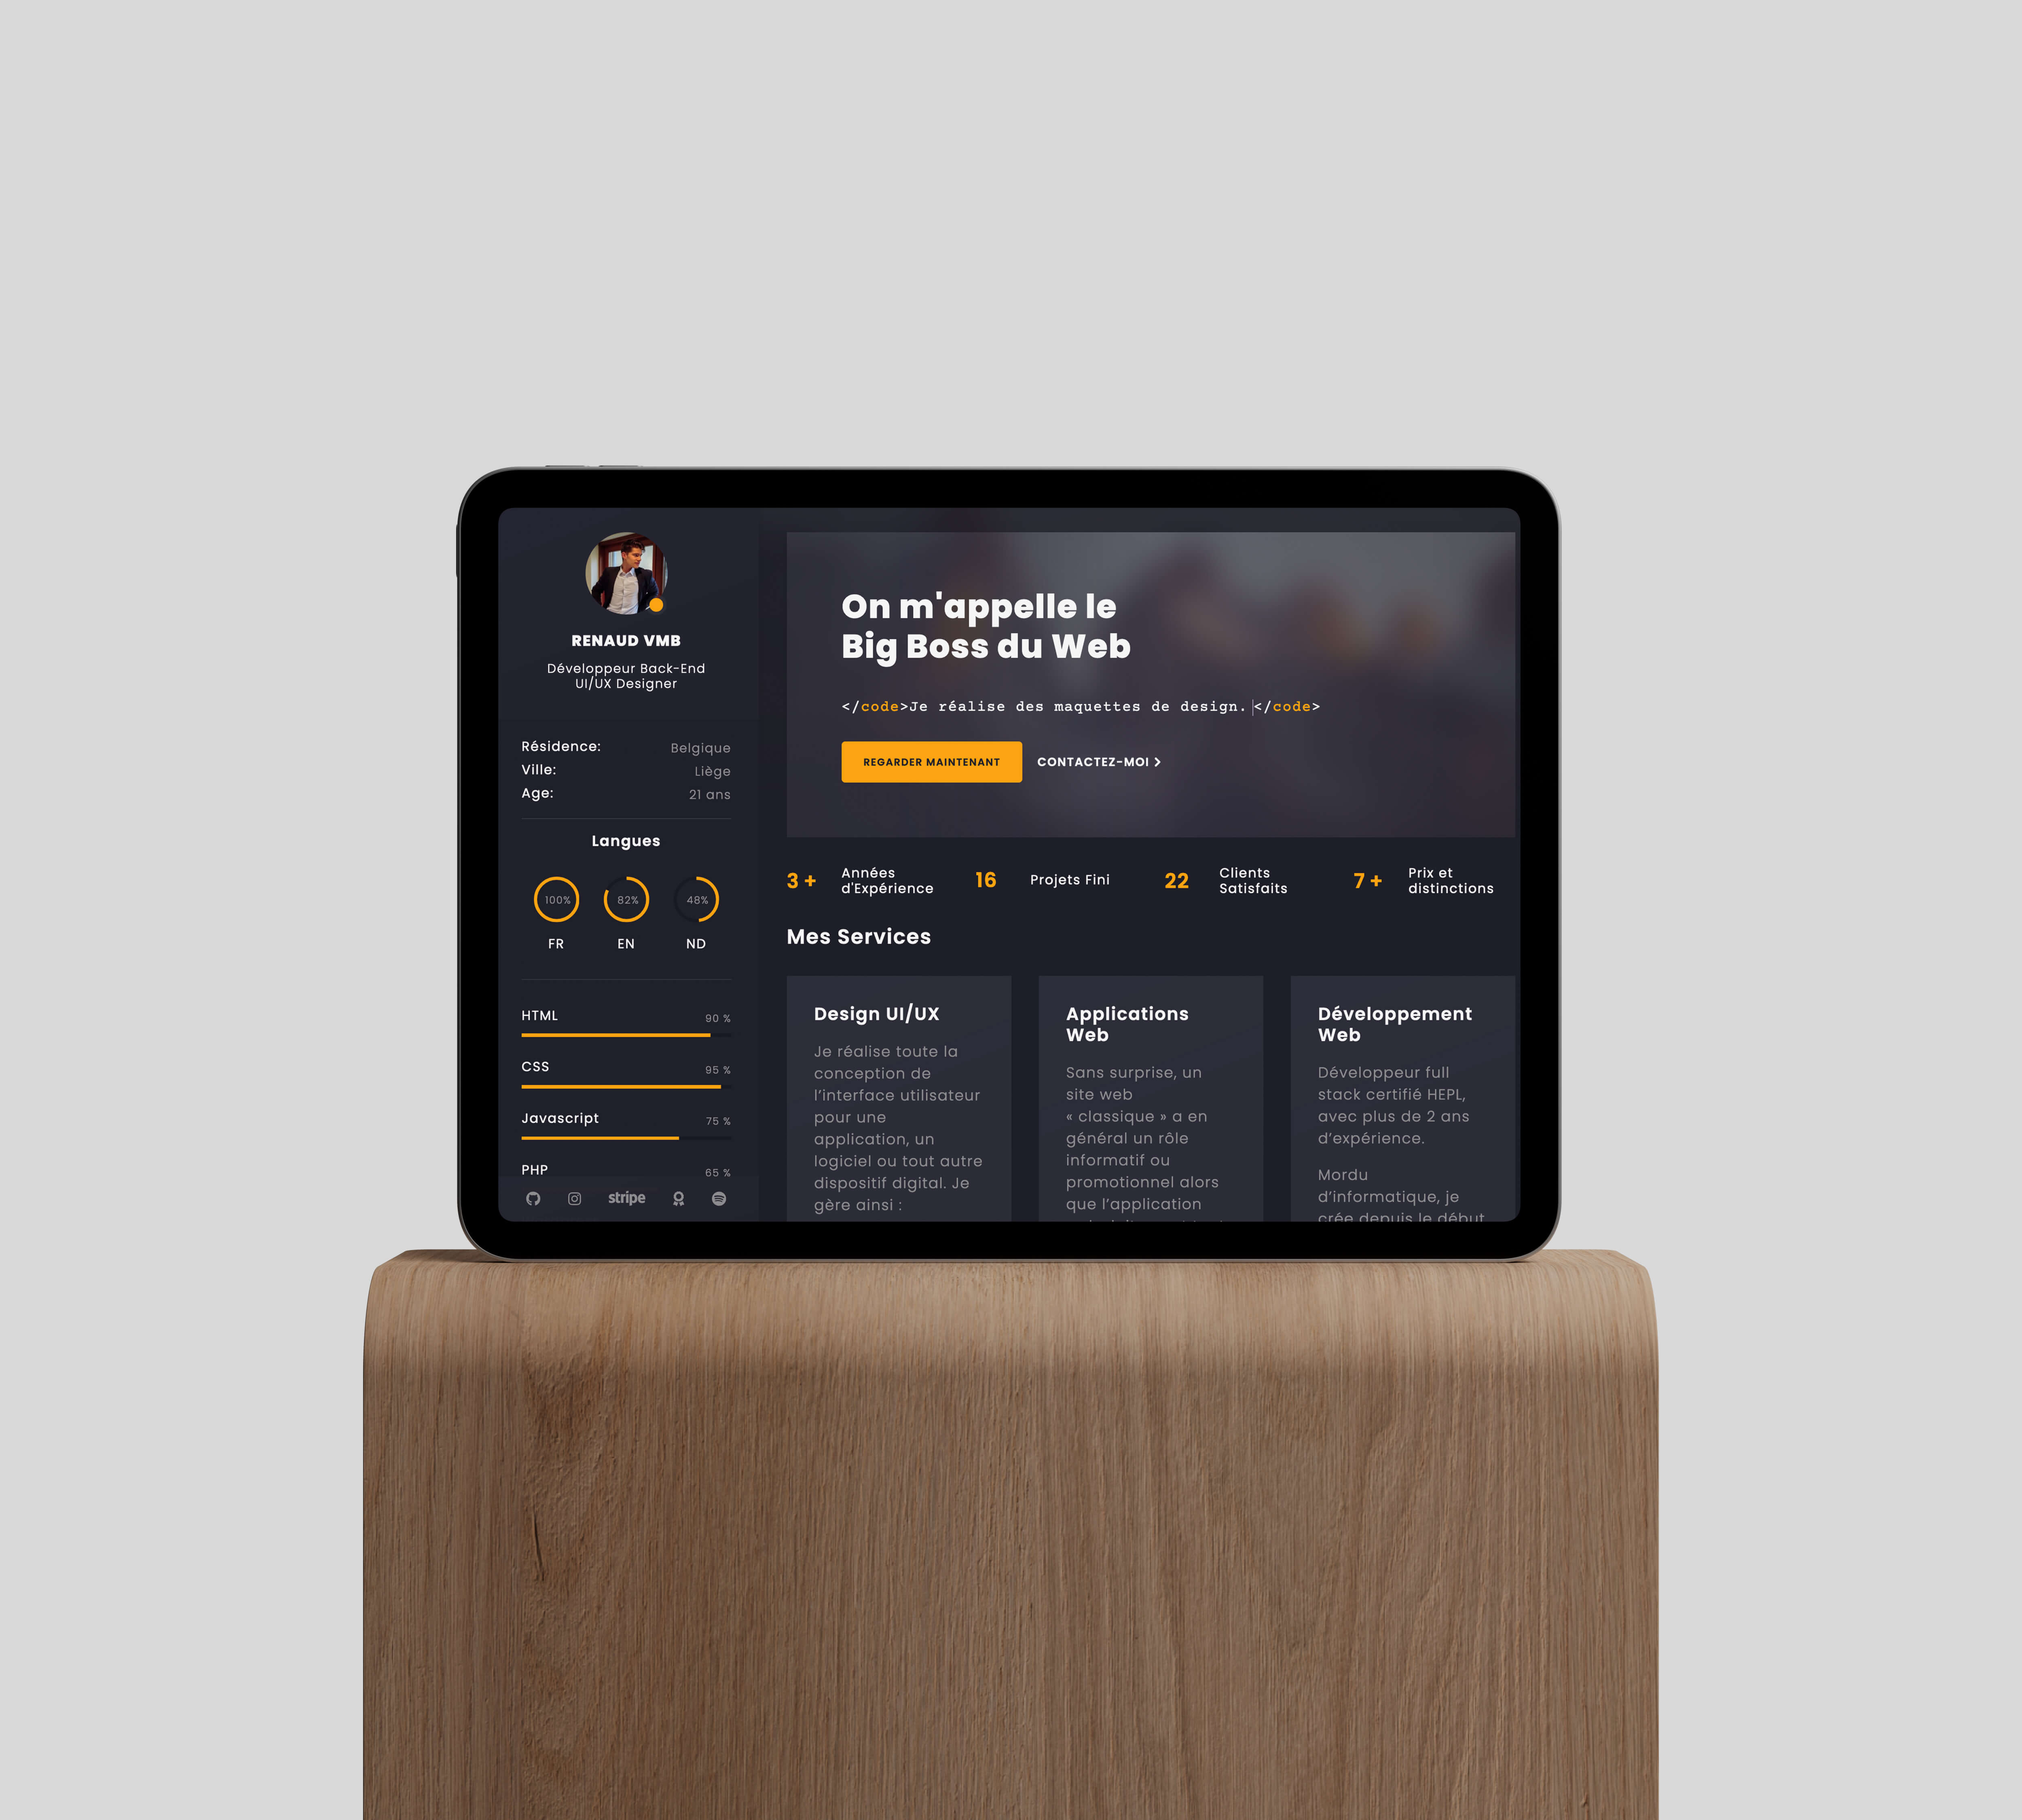 RENAUD VMB
Développeur Back-End
UI/UX Designer
Résidence: Belgique
Ville: Liège
Age: 21 ans
Langues
100% 82% 48%
FR EN ND
HTML 90 %
CSS 95 %
Javascript 75 %
PHP 65 %
stripe
On m'appelle le
Big Boss du Web
</code>Je réalise des maquettes de design.</code>
REGARDER MAINTENANT CONTACTEZ-MOI >
3 + Années
d'Expérience
16 Projets Fini
22 Clients
Satisfaits
7 + Prix et
distinctions
Mes Services
Design UI/UX
Je réalise toute la
conception de
l’interface utilisateur
pour une
application, un
logiciel ou tout autre
dispositif digital. Je
gère ainsi :
Applications
Web
Sans surprise, un
site web
« classique » a en
général un rôle
informatif ou
promotionnel alors
que l’application
Développement
Web
Développeur full
stack certifié HEPL,
avec plus de 2 ans
d’expérience.
Mordu
d’informatique, je
crée depuis le début